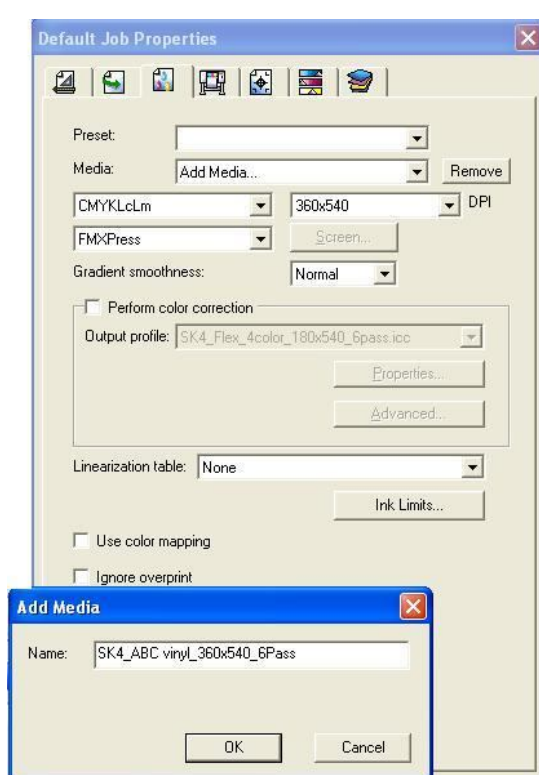 Default Job Properties
Preset:
Media: Add Media... Remove
CMYKLcLm 360x540 DPI
FMXPress Screen...
Gradient smoothness: Normal
Perform color correction
Output profile: SK4_Flex_4color_180x540_6pass.icc
Properties...
Advanced...
Linearization table: None
Ink Limits...
Use color mapping
Ignore overprint
Add Media
Name: SK4_ABC vinyl_360x540_6Pass
OK Cancel